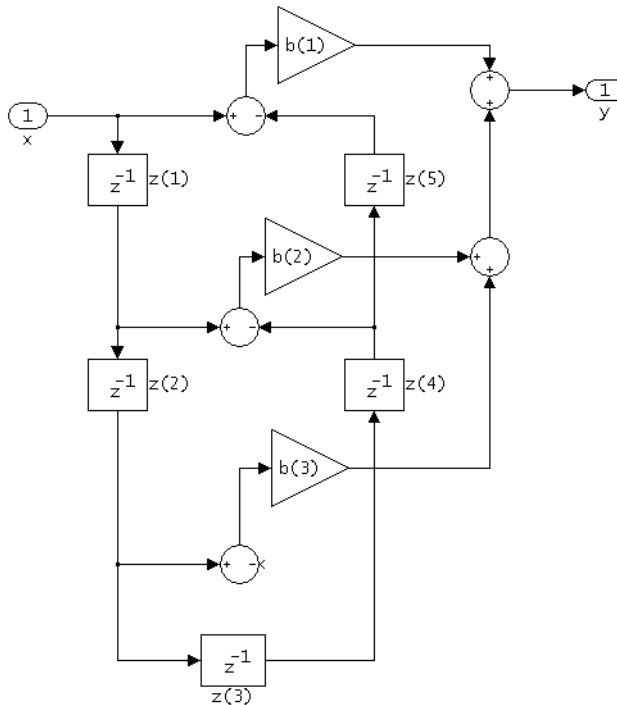 b(1)
+
+
1
x
+ -
1
y
z-1 z(1)
z-1 z(5)
b(2)
+
+
+ -
z-1 z(2)
z-1 z(4)
b(3)
+ -
z-1
z(3)